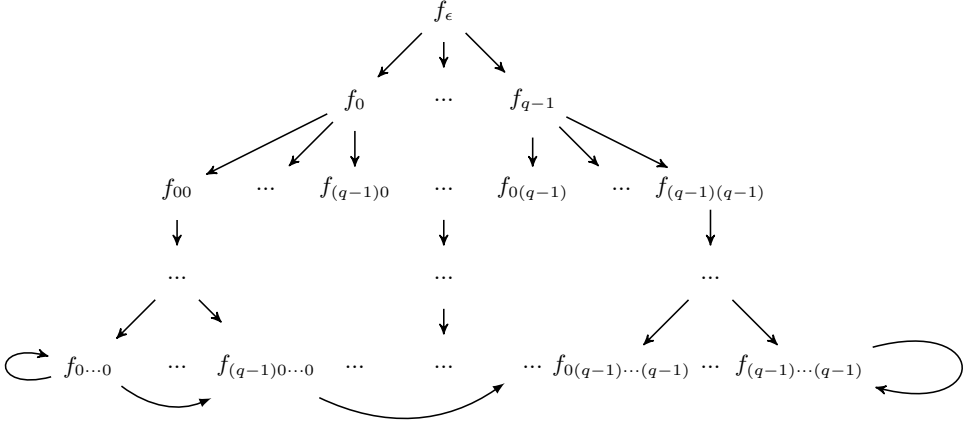 f_ϵ
f_0 ... f_{q−1}
f_{00} ... f_{(q−1)0} ... f_{0(q−1)} ... f_{(q−1)(q−1)}
... ... ...
f_{0⋯0} ... f_{(q−1)0⋯0} ... ... ... f_{0(q−1)⋯(q−1)} ... f_{(q−1)⋯(q−1)}